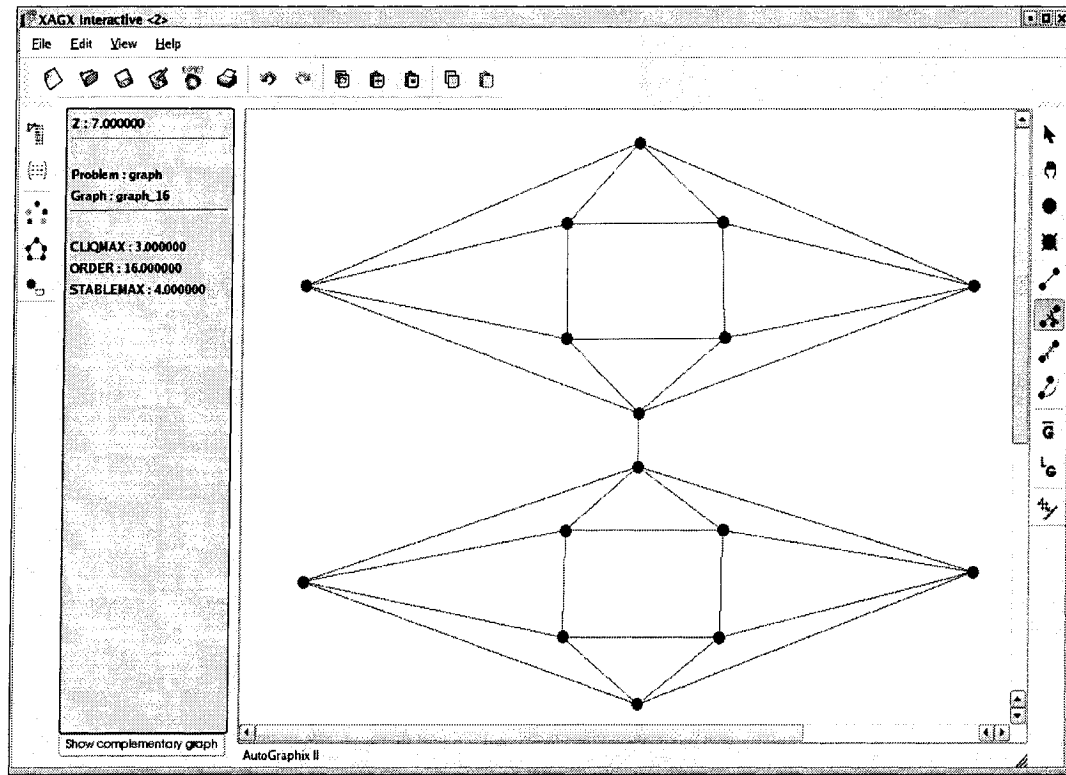 XAGX Interactive <2>
File Edit View Help
Z : 7.000000
Problem : graph
Graph : graph_16
CLIQMAX : 3.000000
ORDER : 16.000000
STABLEMAX : 4.000000
G
LG
Show complementary graph
AutoGraphix II